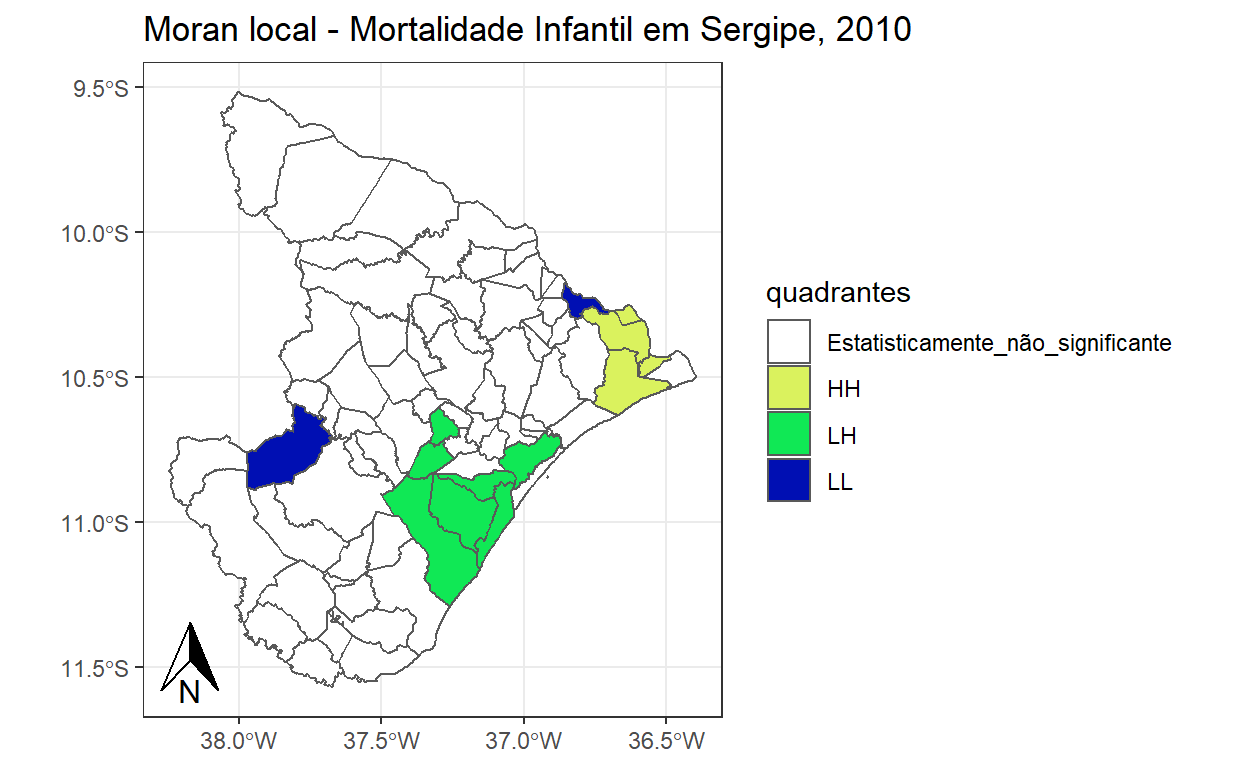 Moran local - Mortalidade Infantil em Sergipe, 2010
9.5°S
10.0°S
10.5°S
11.0°S
11.5°S
N
38.0°W 37.5°W 37.0°W 36.5°W
quadrantes
Estatisticamente_não_significante
HH
LH
LL